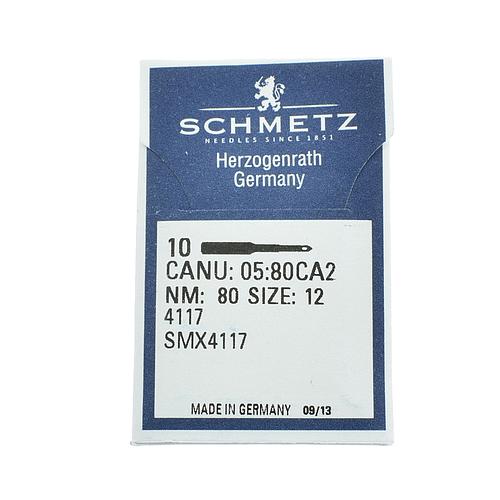 SCHMETZ
NEEDLES SINCE 1851
Herzogenrath
Germany
10
CANU: 05:80CA2
NM: 80 SIZE: 12
4117
SMX4117
MADE IN GERMANY 09/13